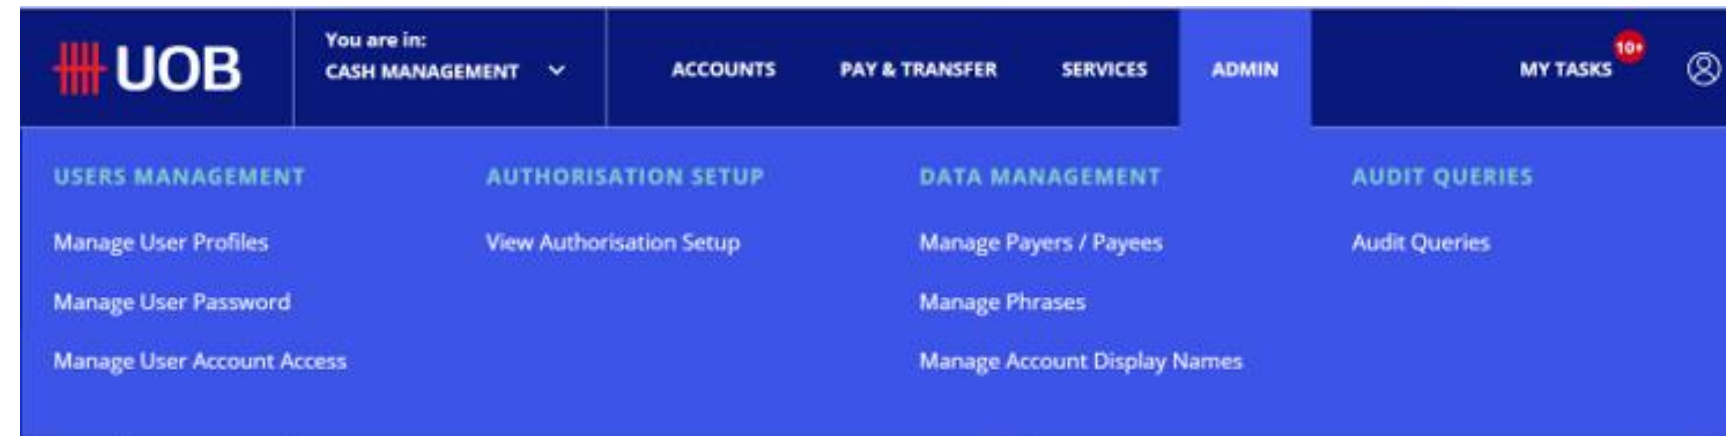 UOB
You are in:
CASH MANAGEMENT
ACCOUNTS
PAY & TRANSFER
SERVICES
ADMIN
MY TASKS
10+
USERS MANAGEMENT
Manage User Profiles
Manage User Password
Manage User Account Access
AUTHORISATION SETUP
View Authorisation Setup
DATA MANAGEMENT
Manage Payers / Payees
Manage Phrases
Manage Account Display Names
AUDIT QUERIES
Audit Queries